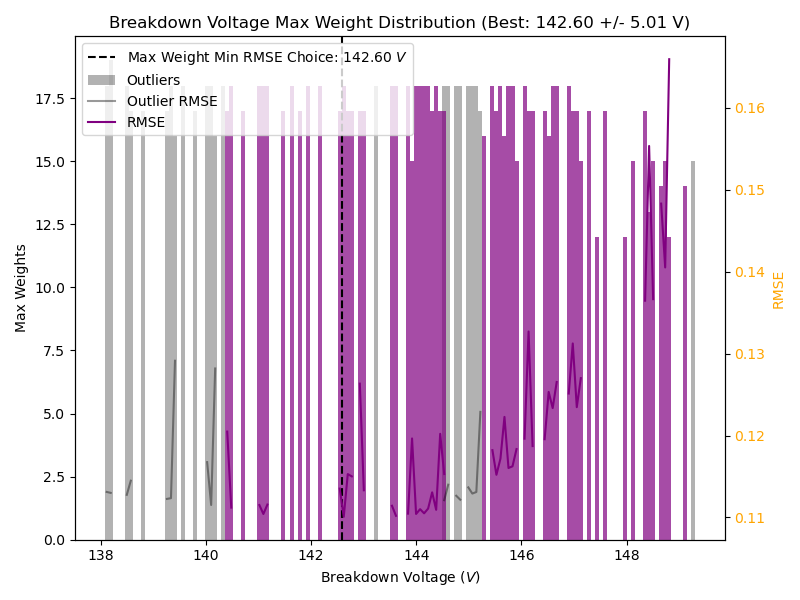 Breakdown Voltage Max Weight Distribution (Best: 142.60 +/- 5.01 V)
Max Weight Min RMSE Choice: 142.60 V
Outliers
Outlier RMSE
RMSE
Max Weights
17.5
15.0
12.5
10.0
7.5
5.0
2.5
0.0
0.16
0.15
0.14
0.13
0.12
0.11
RMSE
138
140
142
144
146
148
Breakdown Voltage (V)